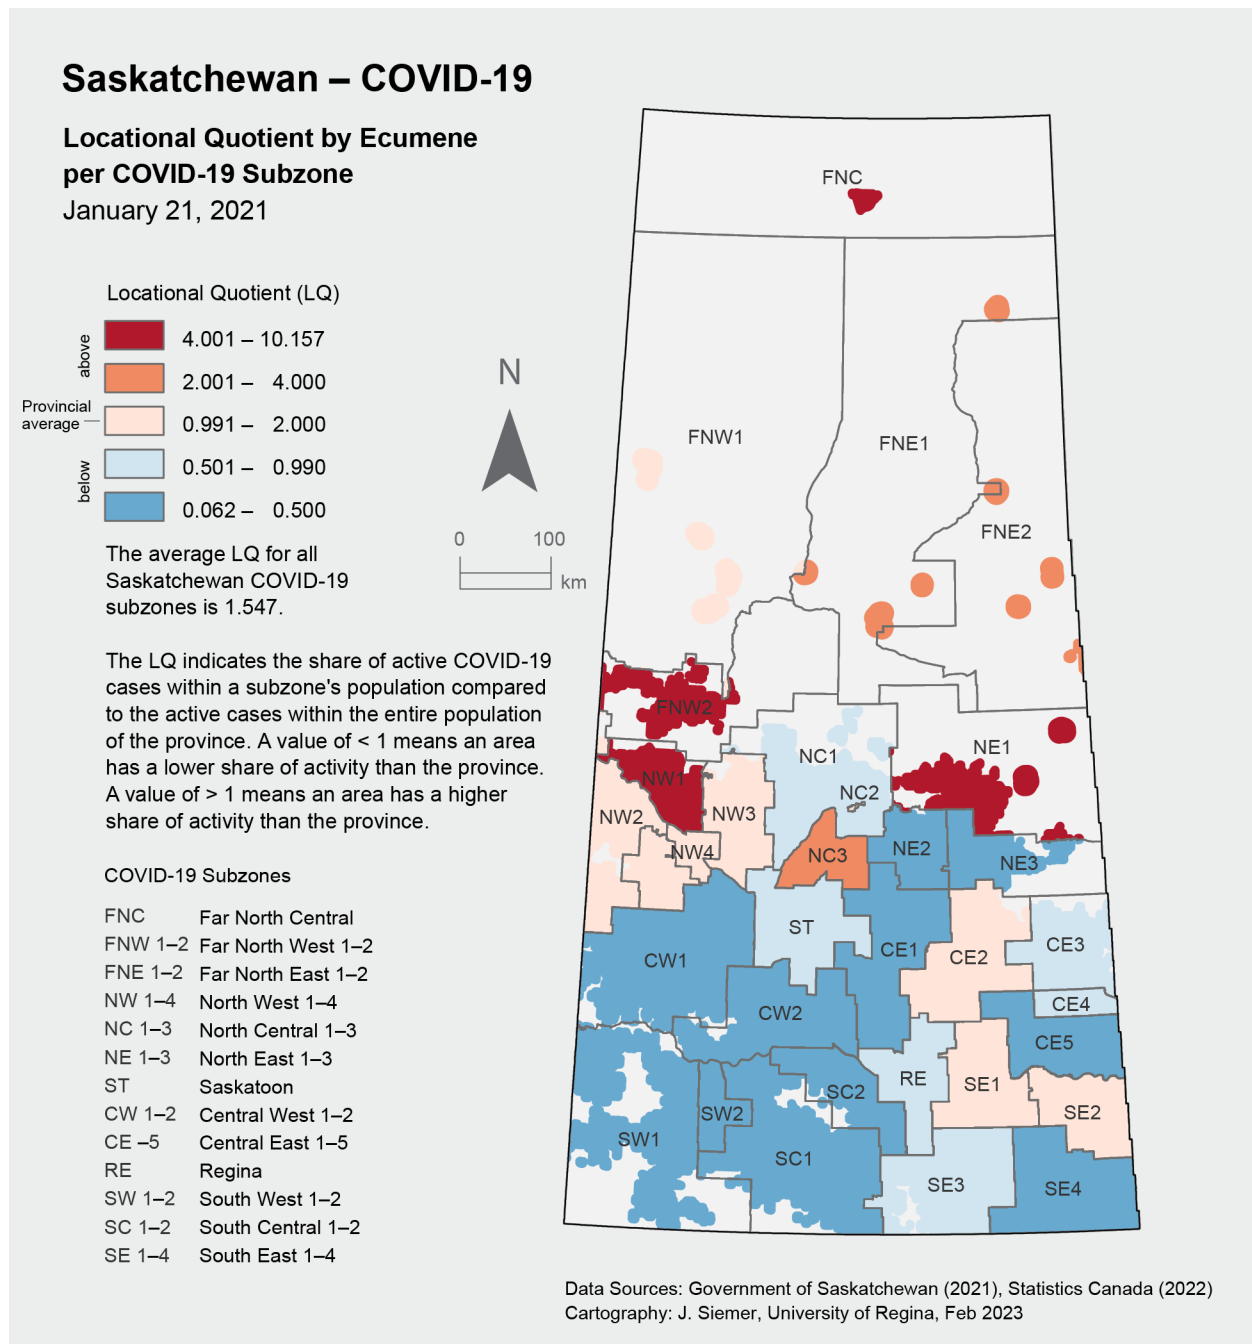 Saskatchewan – COVID-19
Locational Quotient by Ecumene
per COVID-19 Subzone
January 21, 2021
Locational Quotient (LQ)
above
4.001 – 10.157
2.001 – 4.000
Provincial
average
0.991 – 2.000
below
0.501 – 0.990
0.062 – 0.500
The average LQ for all
Saskatchewan COVID-19
subzones is 1.547.
N
0 100
km
The LQ indicates the share of active COVID-19
cases within a subzone's population compared
to the active cases within the entire population
of the province. A value of < 1 means an area
has a lower share of activity than the province.
A value of > 1 means an area has a higher
share of activity than the province.
COVID-19 Subzones
FNC Far North Central
FNW 1–2 Far North West 1–2
FNE 1–2 Far North East 1–2
NW 1–4 North West 1–4
NC 1–3 North Central 1–3
NE 1–3 North East 1–3
ST Saskatoon
CW 1–2 Central West 1–2
CE –5 Central East 1–5
RE Regina
SW 1–2 South West 1–2
SC 1–2 South Central 1–2
SE 1–4 South East 1–4
FNC
FNW1
FNE1
FNE2
FNW2
NC1
NE1
NW1
NC2
NW2
NW3
NW4
NC3
NE2
NE3
ST
CE1
CE2
CE3
CW1
CE4
CW2
CE5
RE
SE1
SC2
SW2
SE2
SW1
SC1
SE3
SE4
Data Sources: Government of Saskatchewan (2021), Statistics Canada (2022)
Cartography: J. Siemer, University of Regina, Feb 2023